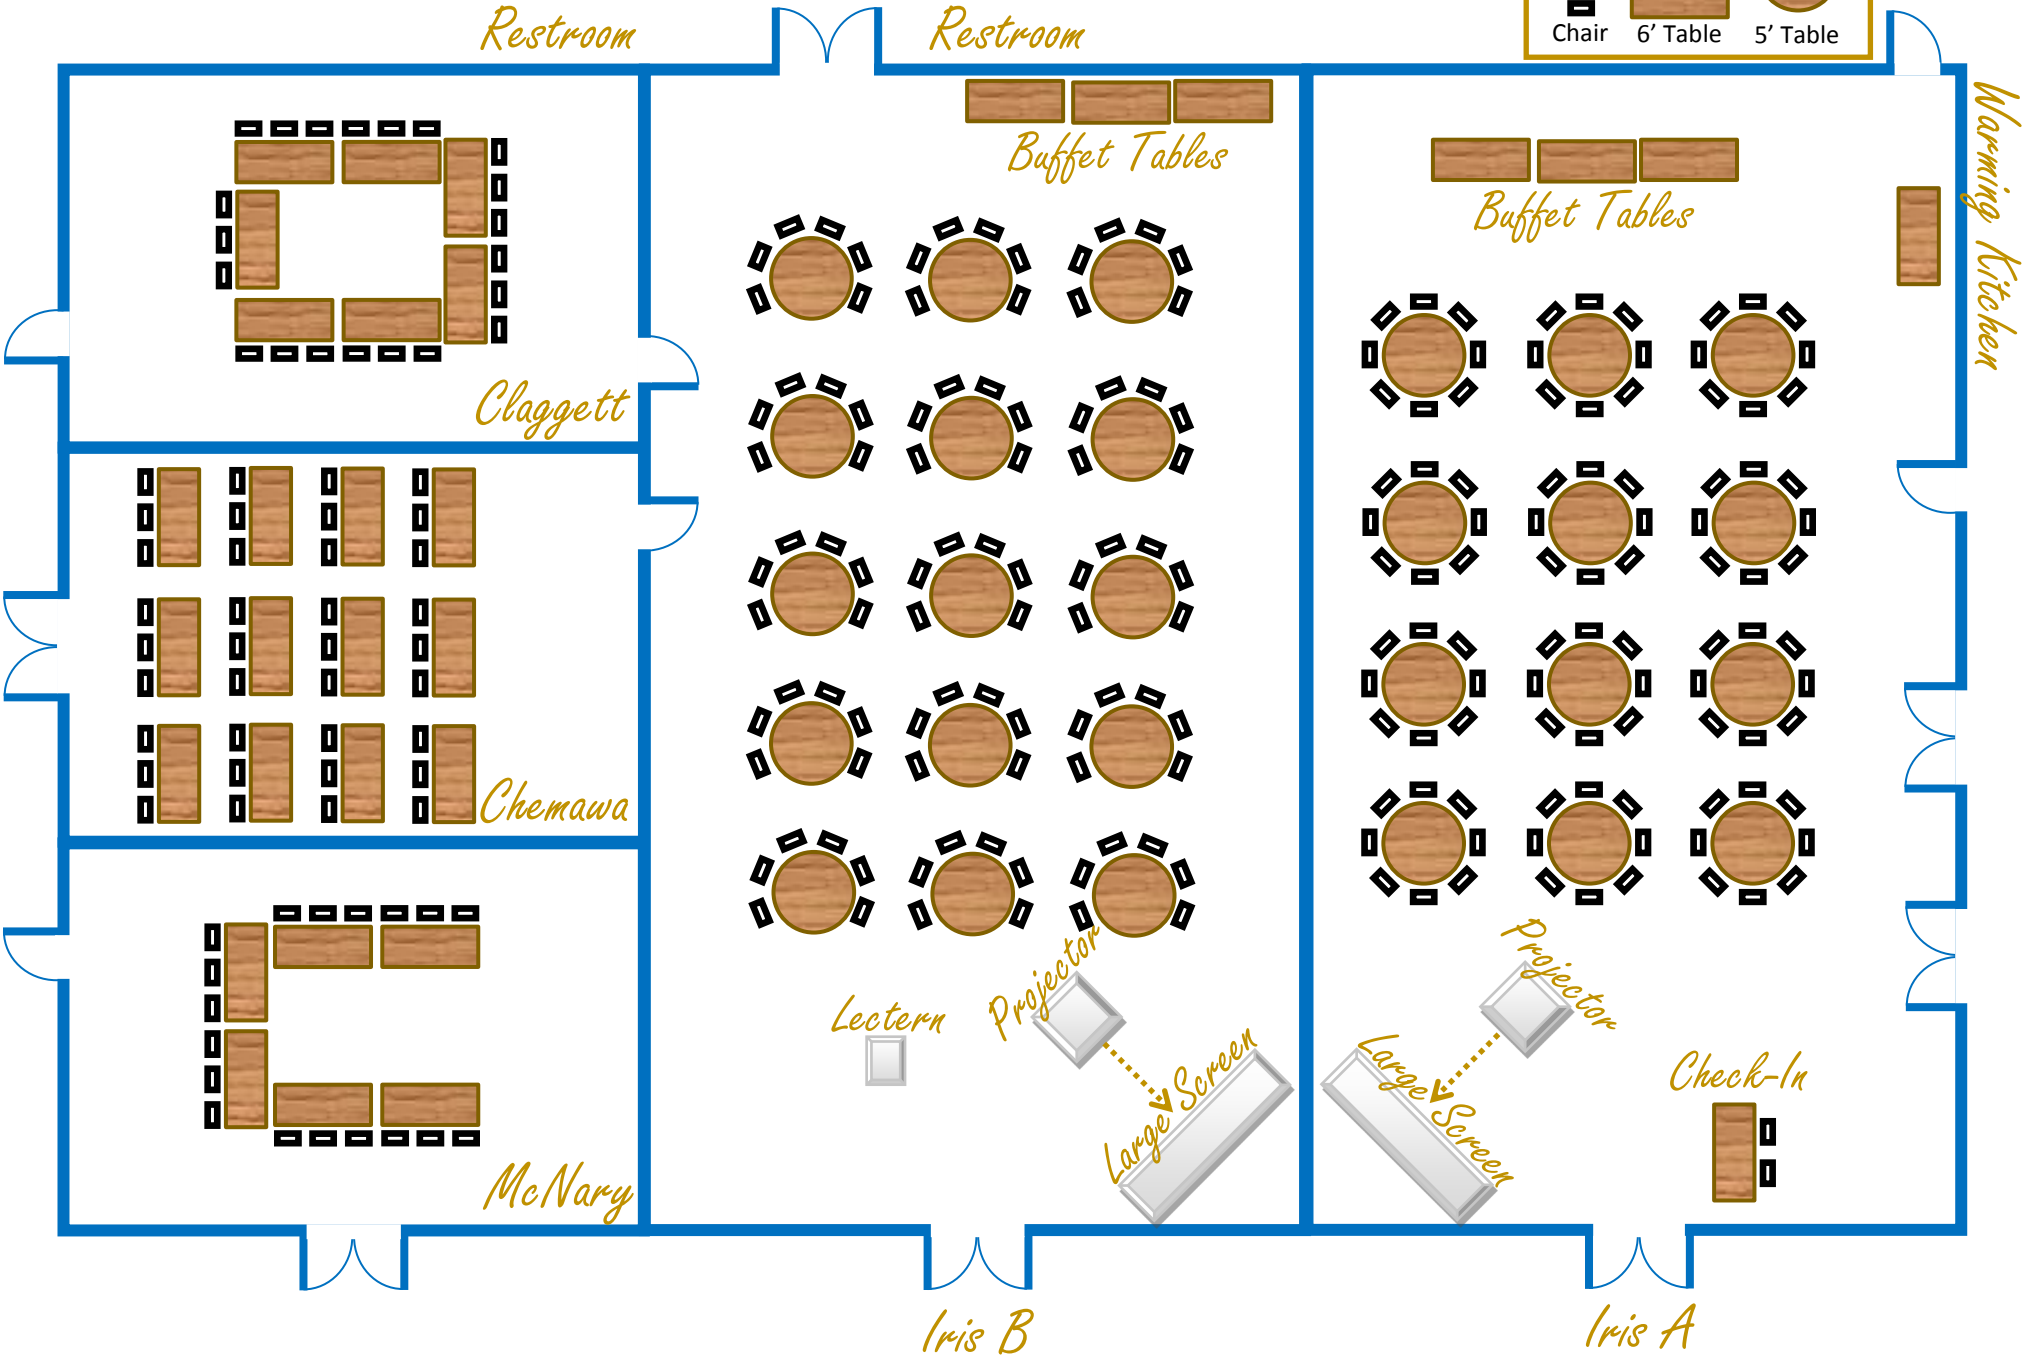 Restroom
Restroom
Chair
6' Table
5' Table
Buffet Tables
Buffet Tables
Warming Kitchen
Claggett
Chemawa
McNary
Lectern
Projector
Large Screen
Projector
Large Screen
Check-In
Iris B
Iris A